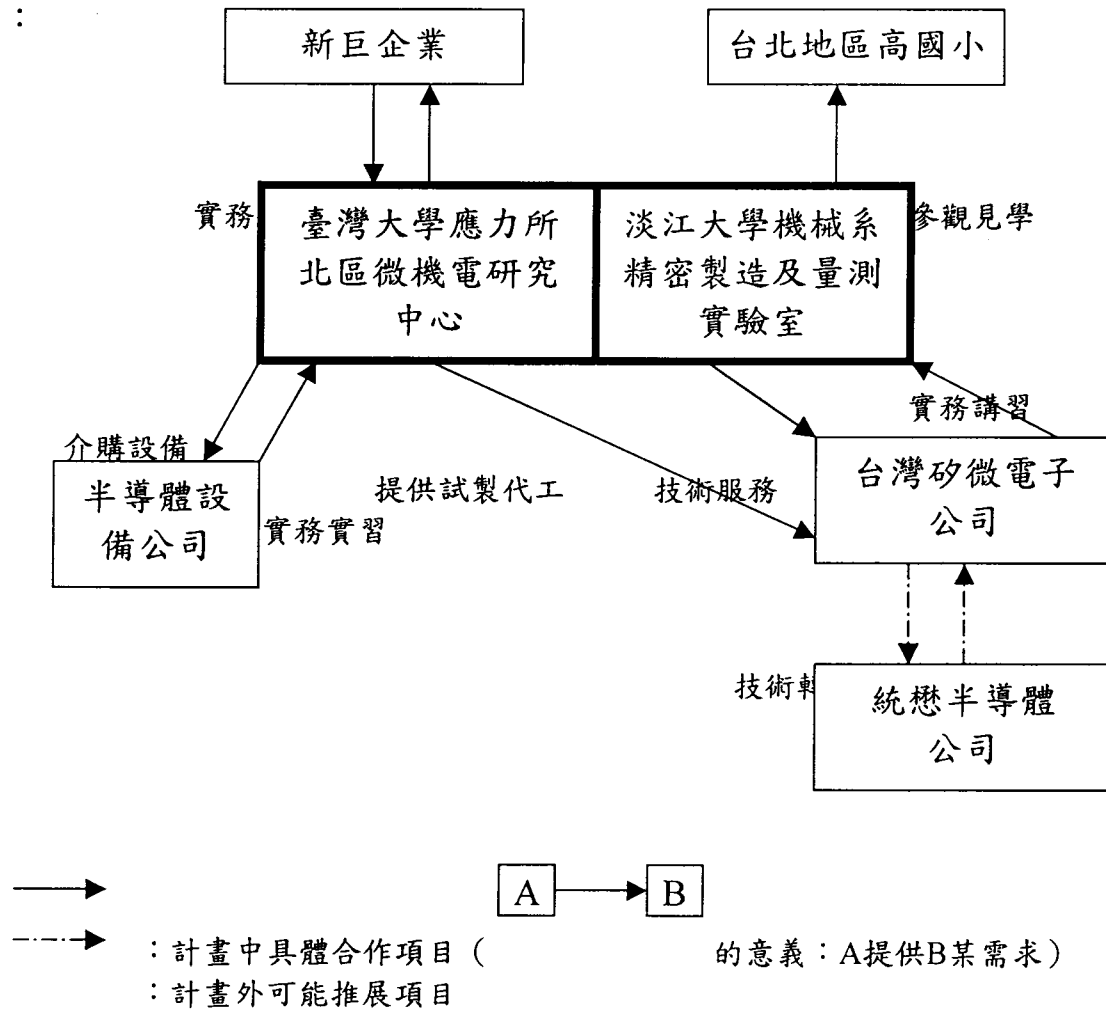 ：
新巨企業
台北地區高國小
實務
臺灣大學應力所
北區微機電研究
中心
淡江大學機械系
精密製造及量測
實驗室
參觀見學
實務講習
介購設備
半導體設
備公司
實務實習
提供試製代工
技術服務
台灣矽微電子
公司
技術轉
統懋半導體
公司
A
B
：計畫中具體合作項目（
的意義：A提供B某需求）
：計畫外可能推展項目